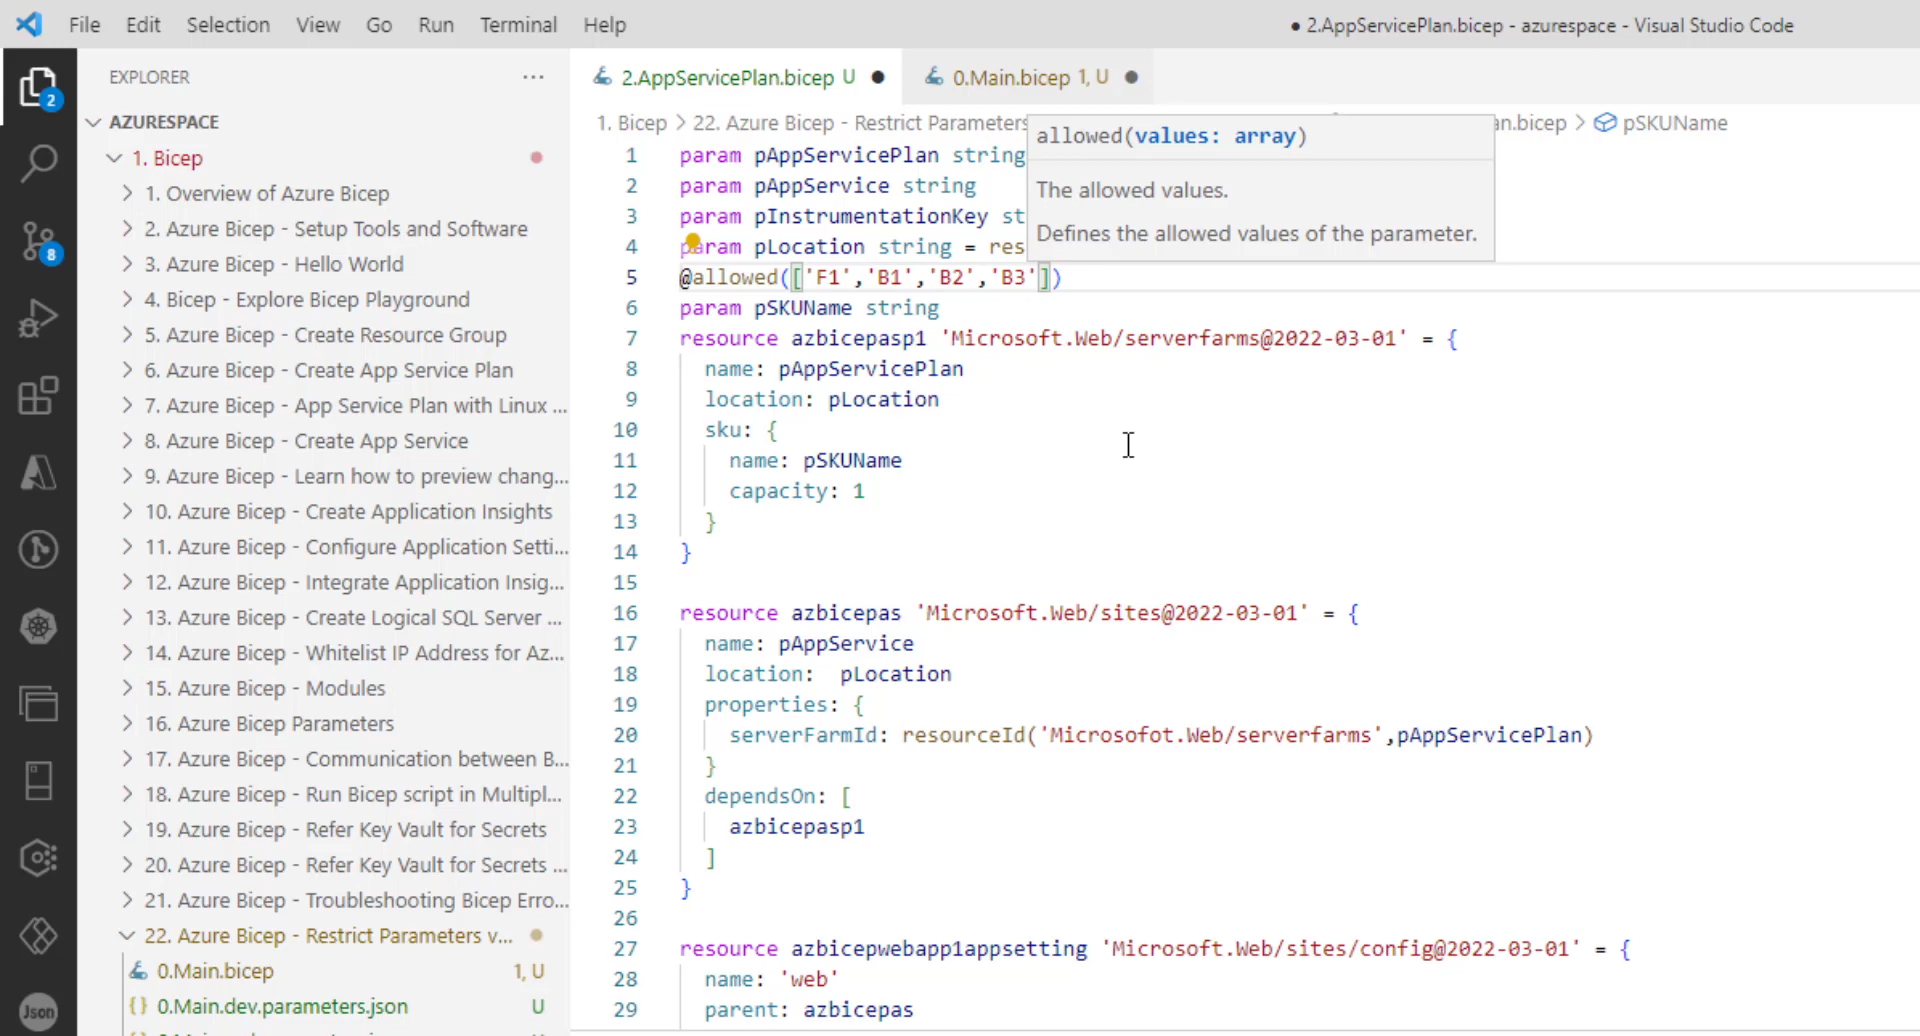 File Edit Selection View Go Run Terminal Help
● 2.AppServicePlan.bicep - azurespace - Visual Studio Code
EXPLORER
2.AppServicePlan.bicep U
0.Main.bicep 1, U
2
8
Json
AZURESPACE
1. Bicep
1. Overview of Azure Bicep
2. Azure Bicep - Setup Tools and Software
3. Azure Bicep - Hello World
4. Bicep - Explore Bicep Playground
5. Azure Bicep - Create Resource Group
6. Azure Bicep - Create App Service Plan
7. Azure Bicep - App Service Plan with Linux ...
8. Azure Bicep - Create App Service
9. Azure Bicep - Learn how to preview chang...
10. Azure Bicep - Create Application Insights
11. Azure Bicep - Configure Application Setti...
12. Azure Bicep - Integrate Application Insig...
13. Azure Bicep - Create Logical SQL Server ...
14. Azure Bicep - Whitelist IP Address for Az...
15. Azure Bicep - Modules
16. Azure Bicep Parameters
17. Azure Bicep - Communication between B...
18. Azure Bicep - Run Bicep script in Multipl...
19. Azure Bicep - Refer Key Vault for Secrets
20. Azure Bicep - Refer Key Vault for Secrets ...
21. Azure Bicep - Troubleshooting Bicep Erro...
22. Azure Bicep - Restrict Parameters v...
0.Main.bicep 1, U
0.Main.dev.parameters.json U
1. Bicep > 22. Azure Bicep - Restrict Parameters
an.bicep > pSKUName
allowed(values: array)
The allowed values.
Defines the allowed values of the parameter.
1 param pAppServicePlan string
2 param pAppService string
3 param pInstrumentationKey st
4 param pLocation string = res
5 @allowed(['F1','B1','B2','B3'])
6 param pSKUName string
7 resource azbicepasp1 'Microsoft.Web/serverfarms@2022-03-01' = {
8 name: pAppServicePlan
9 location: pLocation
10 sku: {
11 name: pSKUName
12 capacity: 1
13 }
14 }
15
16 resource azbicepas 'Microsoft.Web/sites@2022-03-01' = {
17 name: pAppService
18 location:  pLocation
19 properties: {
20 serverFarmId: resourceId('Microsofot.Web/serverfarms',pAppServicePlan)
21 }
22 dependsOn: [
23 azbicepasp1
24 ]
25 }
26
27 resource azbicepwebapp1appsetting 'Microsoft.Web/sites/config@2022-03-01' = {
28 name: 'web'
29 parent: azbicepas